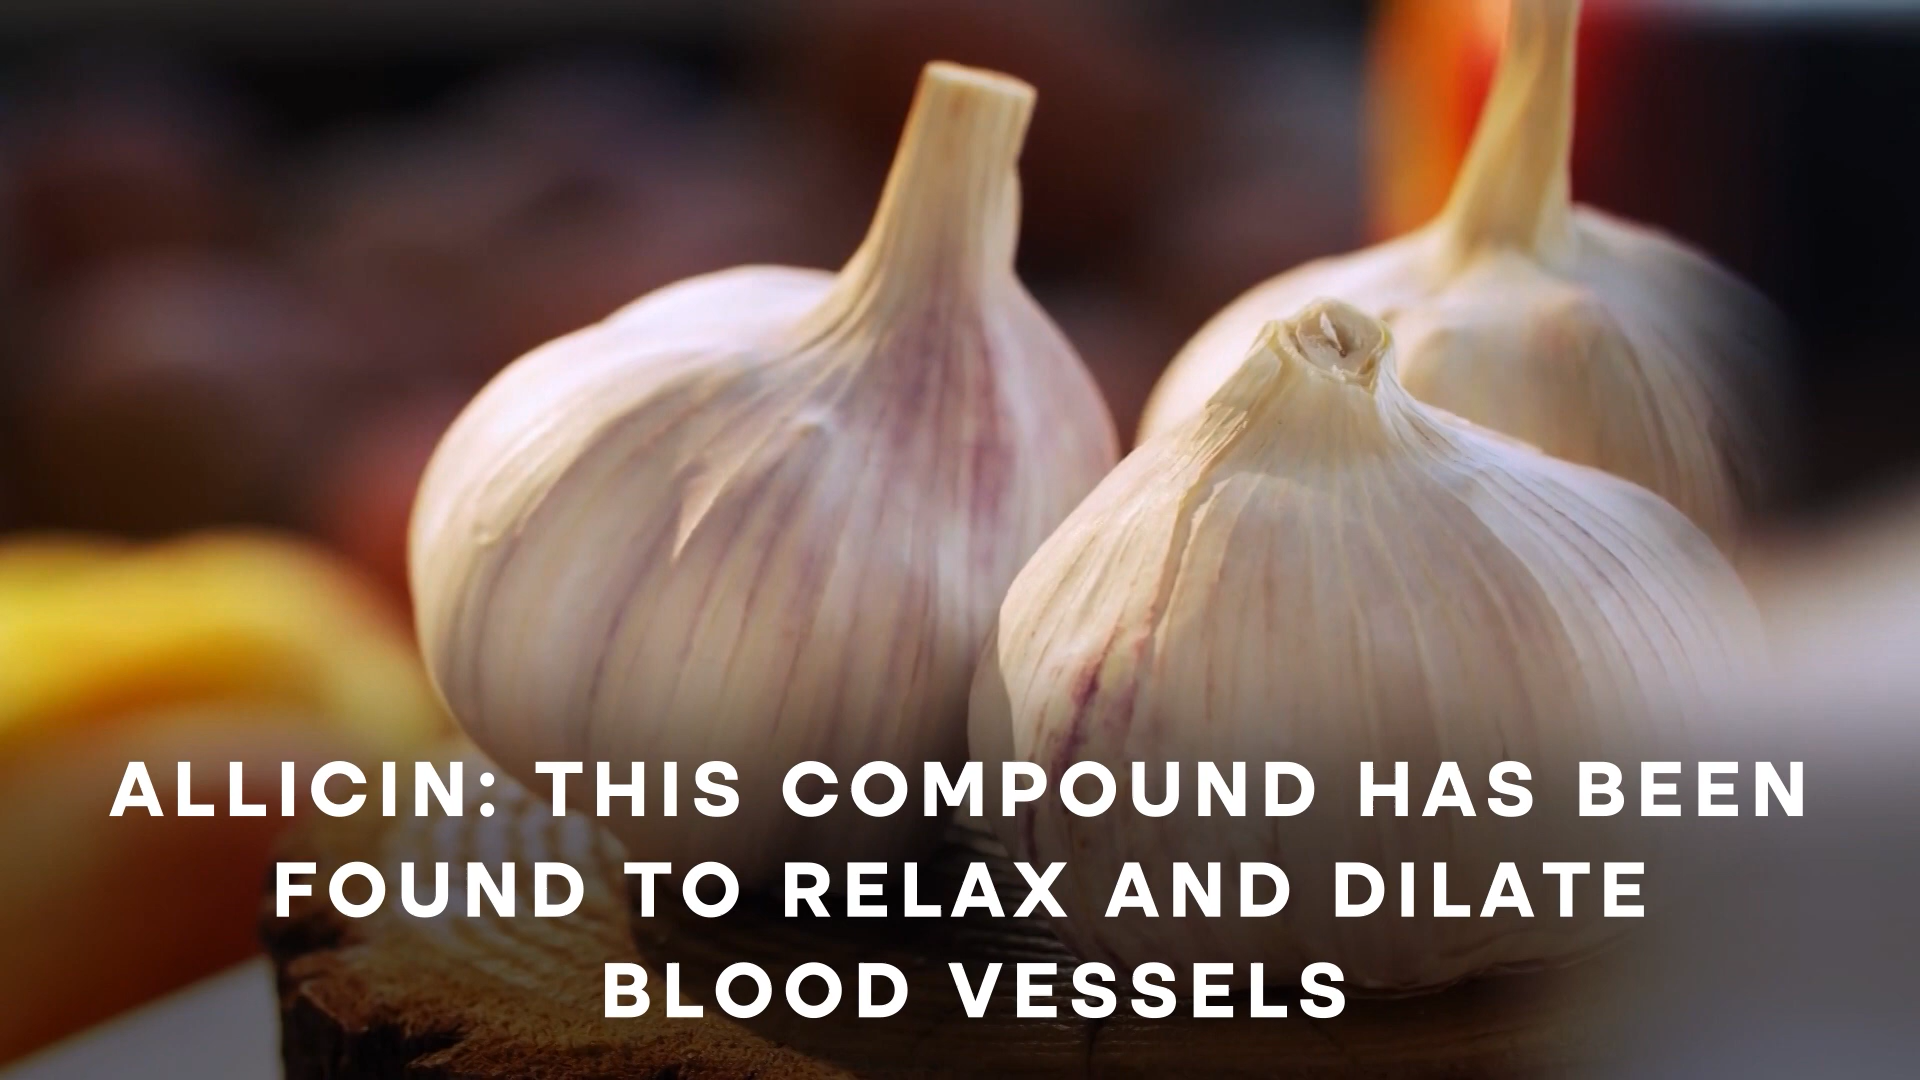 ALLICIN: THIS COMPOUND HAS BEEN
FOUND TO RELAX AND DILATE
BLOOD VESSELS